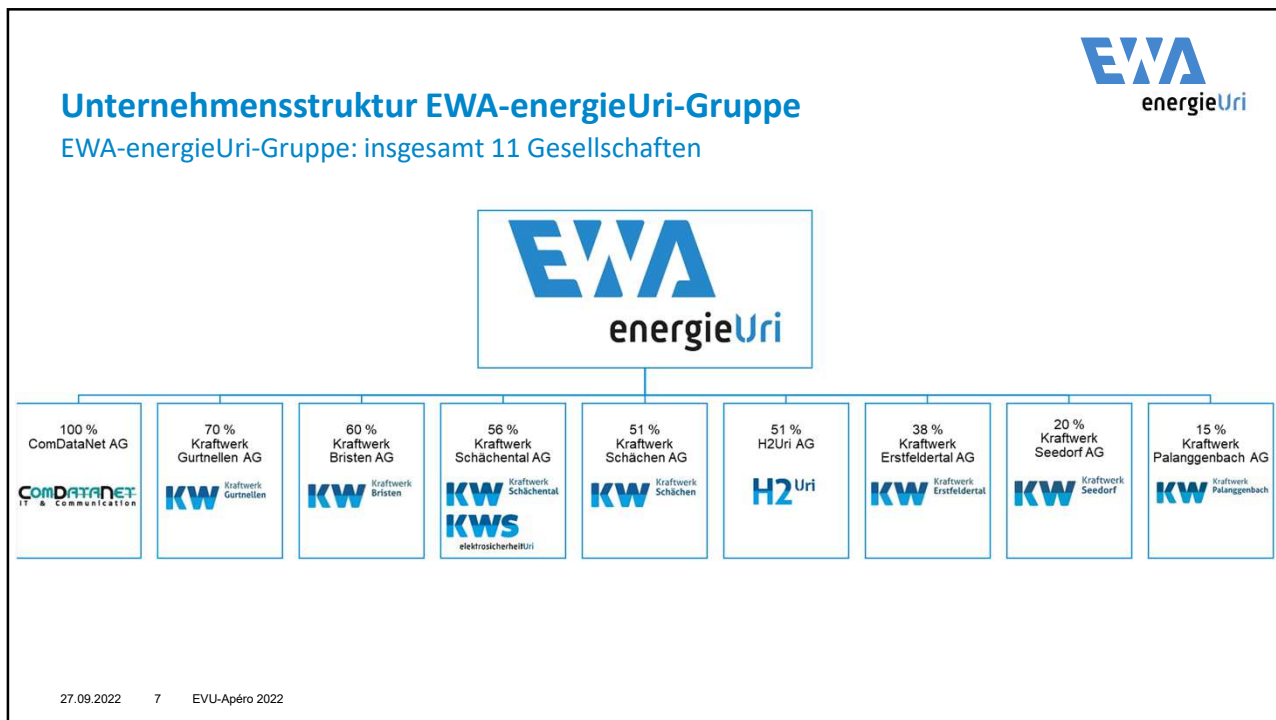 EWA
energieUri
Unternehmensstruktur EWA-energieUri-Gruppe
EWA-energieUri-Gruppe: insgesamt 11 Gesellschaften
EWA
energieUri
100 %
ComDataNet AG
COMDATANET
IT & Communication
70 %
Kraftwerk
Gurtnellen AG
KW Kraftwerk
Gurtnellen
60 %
Kraftwerk
Bristen AG
KW Kraftwerk
Bristen
56 %
Kraftwerk
Schächental AG
KW Kraftwerk
Schächental
KWS
elektrosicherheitUri
51 %
Kraftwerk
Schächen AG
KW Kraftwerk
Schächen
51 %
H2Uri AG
H2 Uri
38 %
Kraftwerk
Erstfeldertal AG
KW Kraftwerk
Erstfeldertal
20 %
Kraftwerk
Seedorf AG
KW Kraftwerk
Seedorf
15 %
Kraftwerk
Palanggenbach AG
KW Kraftwerk
Palanggenbach
27.09.2022 7 EVU-Apéro 2022